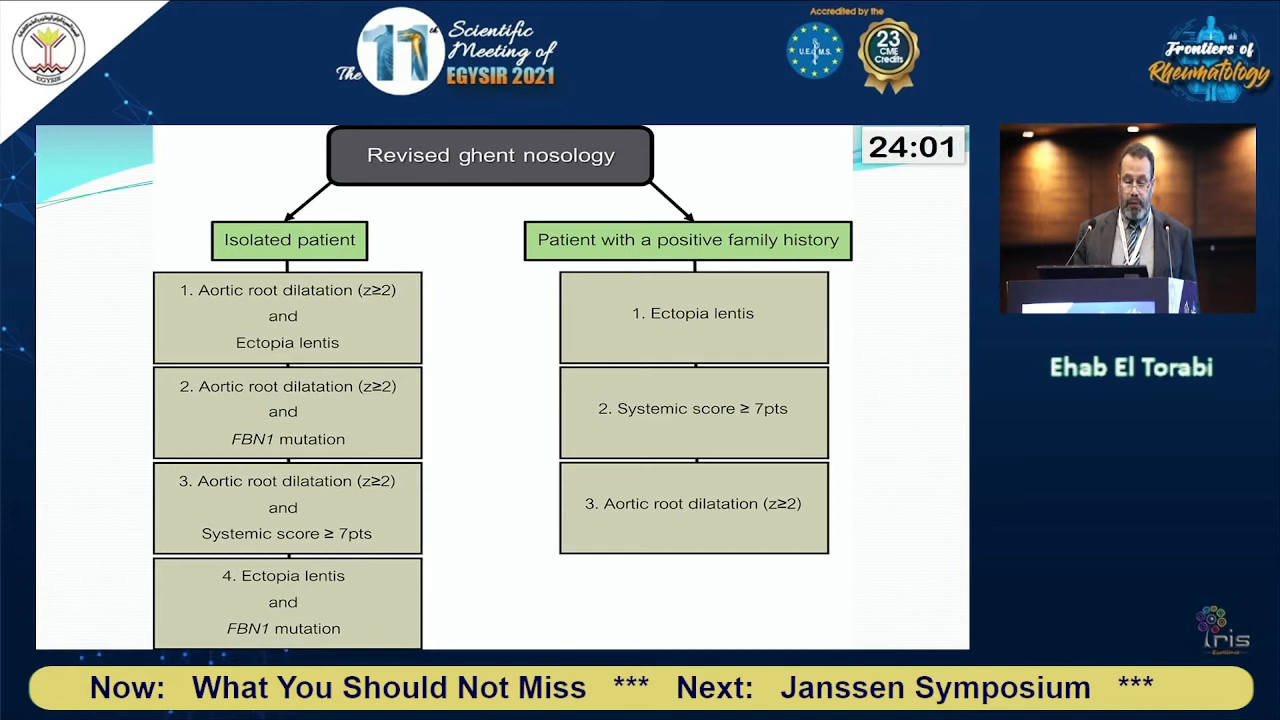 EGYSIR
The 11th
Scientific
Meeting of
EGYSIR 2021
Accredited by the
U.E.M.S.
23
CME
Credits
Frontiers of
Rheumatology
24:01
Revised ghent nosology
Isolated patient
1. Aortic root dilatation (z≥2)
and
Ectopia lentis
2. Aortic root dilatation (z≥2)
and
FBN1 mutation
3. Aortic root dilatation (z≥2)
and
Systemic score ≥ 7pts
4. Ectopia lentis
and
FBN1 mutation
Patient with a positive family history
1. Ectopia lentis
2. Systemic score ≥ 7pts
3. Aortic root dilatation (z≥2)
Ehab El Torabi
Iris
Now: What You Should Not Miss *** Next: Janssen Symposium ***